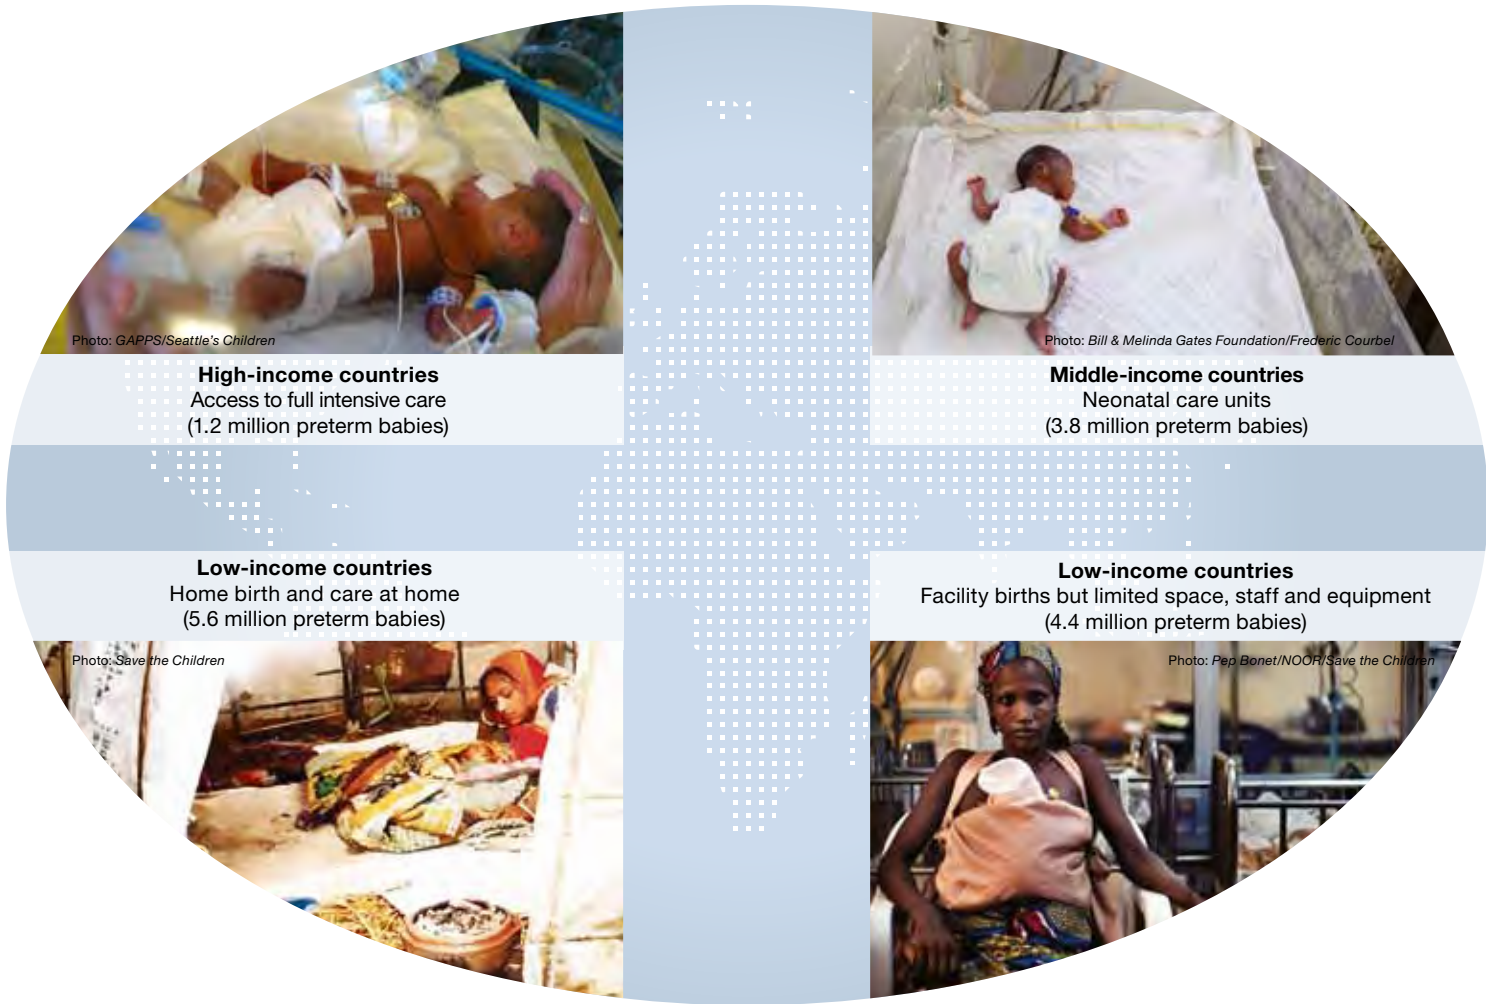 Photo: GAPPS/Seattle's Children
Photo: Bill & Melinda Gates Foundation/Frederic Courbel
High-income countries
Access to full intensive care
(1.2 million preterm babies)
Middle-income countries
Neonatal care units
(3.8 million preterm babies)
Low-income countries
Home birth and care at home
(5.6 million preterm babies)
Low-income countries
Facility births but limited space, staff and equipment
(4.4 million preterm babies)
Photo: Save the Children
Photo: Pep Bonet/NOOR/Save the Children